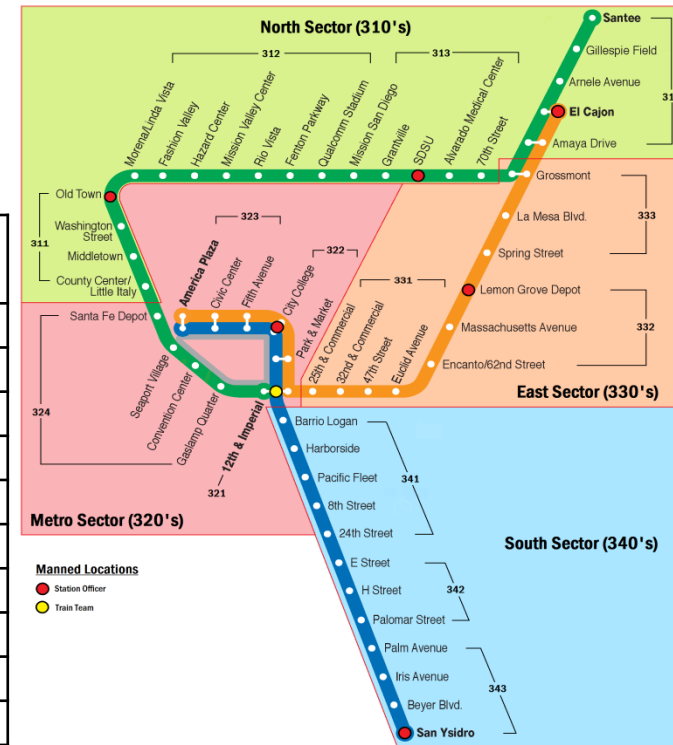 North Sector (310's)
Santee
312
313
Gillespie Field
Arnele Avenue
El Cajon
Amaya Drive
Morena/Linda Vista
Fashion Valley
Hazard Center
Mission Valley Center
Rio Vista
Fenton Parkway
Qualcomm Stadium
Mission San Diego
Grantville
SDSU
Alvarado Medical Center
70th Street
Grossmont
La Mesa Blvd.
Spring Street
333
Old Town
Washington
Street
Middletown
County Center/
Little Italy
311
Santa Fe Depot
Seaport Village
Convention Center
Gaslamp Quarter
324
323
America Plaza
Civic Center
Fifth Avenue
322
City College
Park & Market
12th & Imperial
321
331
25th & Commercial
32nd & Commercial
47th Street
Euclid Avenue
Lemon Grove Depot
Massachusetts Avenue
Encanto/62nd Street
332
East Sector (330's)
Metro Sector (320's)
Barrio Logan
Harborside
Pacific Fleet
8th Street
24th Street
341
E Street
H Street
Palomar Street
342
Palm Avenue
Iris Avenue
Beyer Blvd.
San Ysidro
343
South Sector (340's)
Manned Locations
Station Officer
Train Team